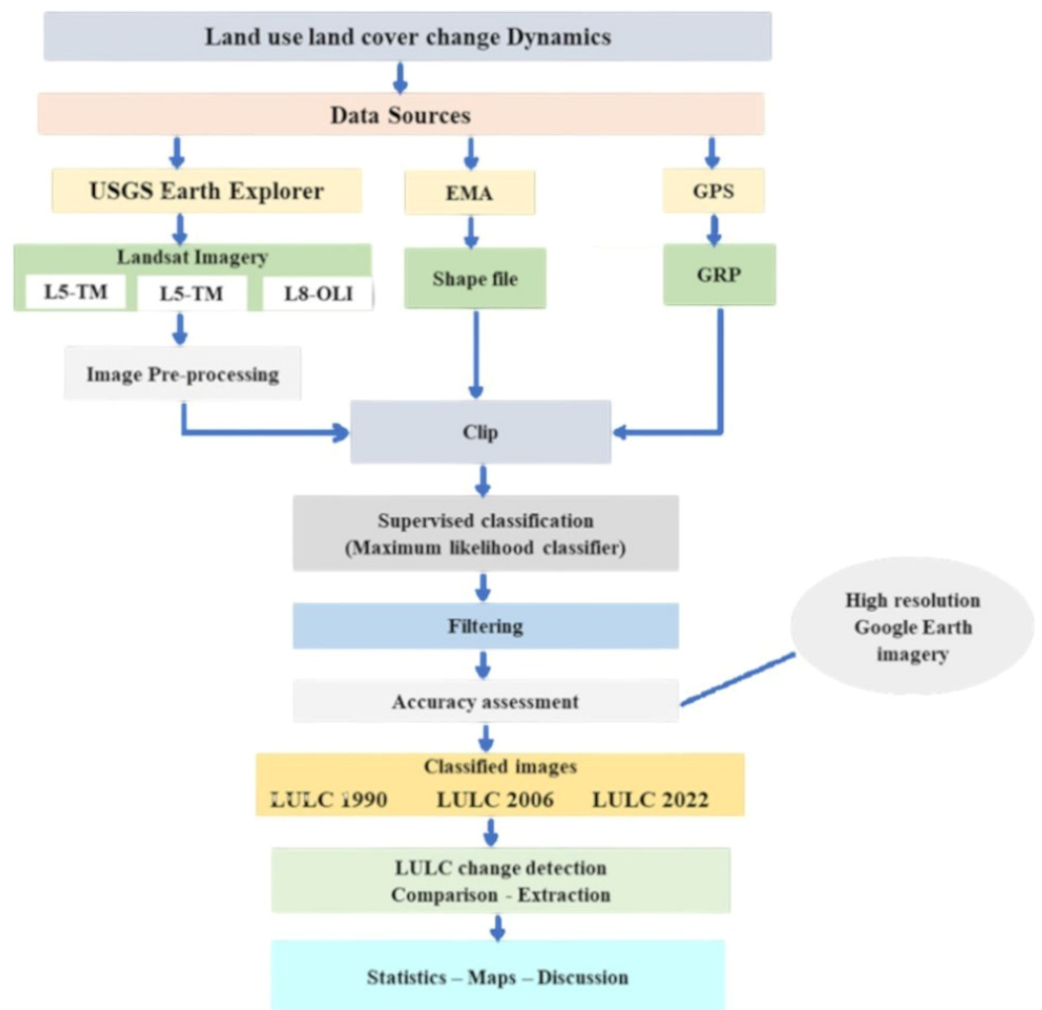 Land use land cover change Dynamics
Data Sources
USGS Earth Explorer
EMA
GPS
Landsat Imagery
L5-TM
L5-TM
L8-OLI
Shape file
GRP
Image Pre-processing
Clip
Supervised classification
(Maximum likelihood classifier)
Filtering
High resolution
Google Earth
imagery
Accuracy assessment
Classified images
LULC 1990
LULC 2006
LULC 2022
LULC change detection
Comparison - Extraction
Statistics – Maps – Discussion